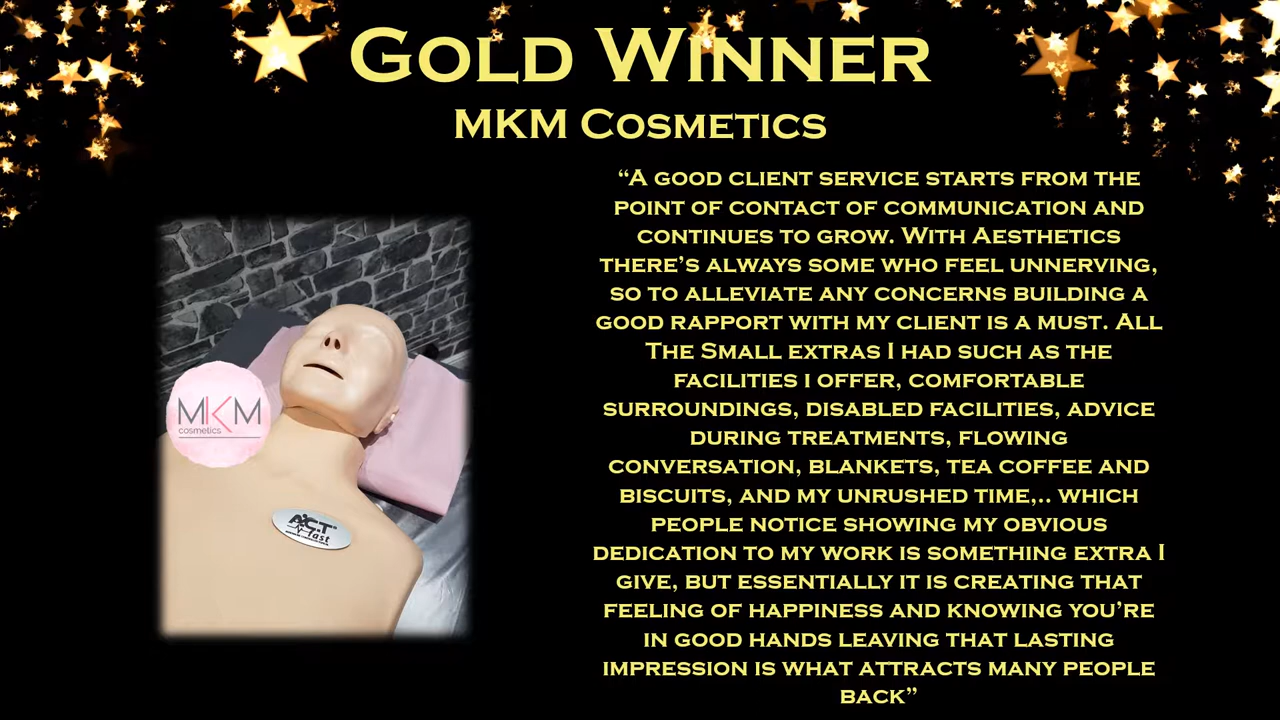 GOLD WINNER
MKM COSMETICS
“A GOOD CLIENT SERVICE STARTS FROM THE
POINT OF CONTACT OF COMMUNICATION AND
CONTINUES TO GROW. WITH AESTHETICS
THERE’S ALWAYS SOME WHO FEEL UNNERVING,
SO TO ALLEVIATE ANY CONCERNS BUILDING A
GOOD RAPPORT WITH MY CLIENT IS A MUST. ALL
THE SMALL EXTRAS I HAD SUCH AS THE
FACILITIES I OFFER, COMFORTABLE
SURROUNDINGS, DISABLED FACILITIES, ADVICE
DURING TREATMENTS, FLOWING
CONVERSATION, BLANKETS, TEA COFFEE AND
BISCUITS, AND MY UNRUSHED TIME,.. WHICH
PEOPLE NOTICE SHOWING MY OBVIOUS
DEDICATION TO MY WORK IS SOMETHING EXTRA I
GIVE, BUT ESSENTIALLY IT IS CREATING THAT
FEELING OF HAPPINESS AND KNOWING YOU’RE
IN GOOD HANDS LEAVING THAT LASTING
IMPRESSION IS WHAT ATTRACTS MANY PEOPLE
BACK”
MKM
cosmetics
A.C.T
fast